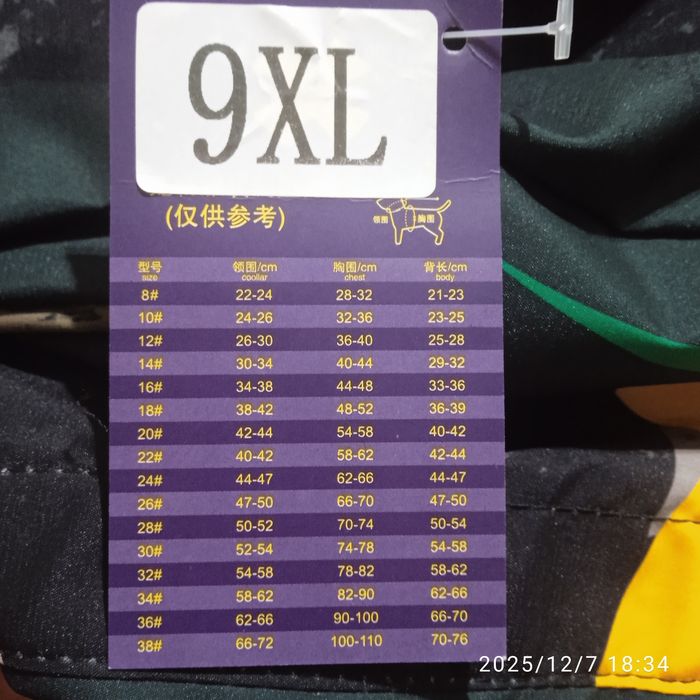 9XL
(仅供参考)
领围 胸围
型号 领围/cm 胸围/cm 背长/cm
size coollar chest body
8# 22-24 28-32 21-23
10# 24-26 32-36 23-25
12# 26-30 36-40 25-28
14# 30-34 40-44 29-32
16# 34-38 44-48 33-36
18# 38-42 48-52 36-39
20# 42-44 54-58 40-42
22# 40-42 58-62 42-44
24# 44-47 62-66 44-47
26# 47-50 66-70 47-50
28# 50-52 70-74 50-54
30# 52-54 74-78 54-58
32# 54-58 78-82 58-62
34# 58-62 82-90 62-66
36# 62-66 90-100 66-70
38# 66-72 100-110 70-76
2025/12/7 18:34